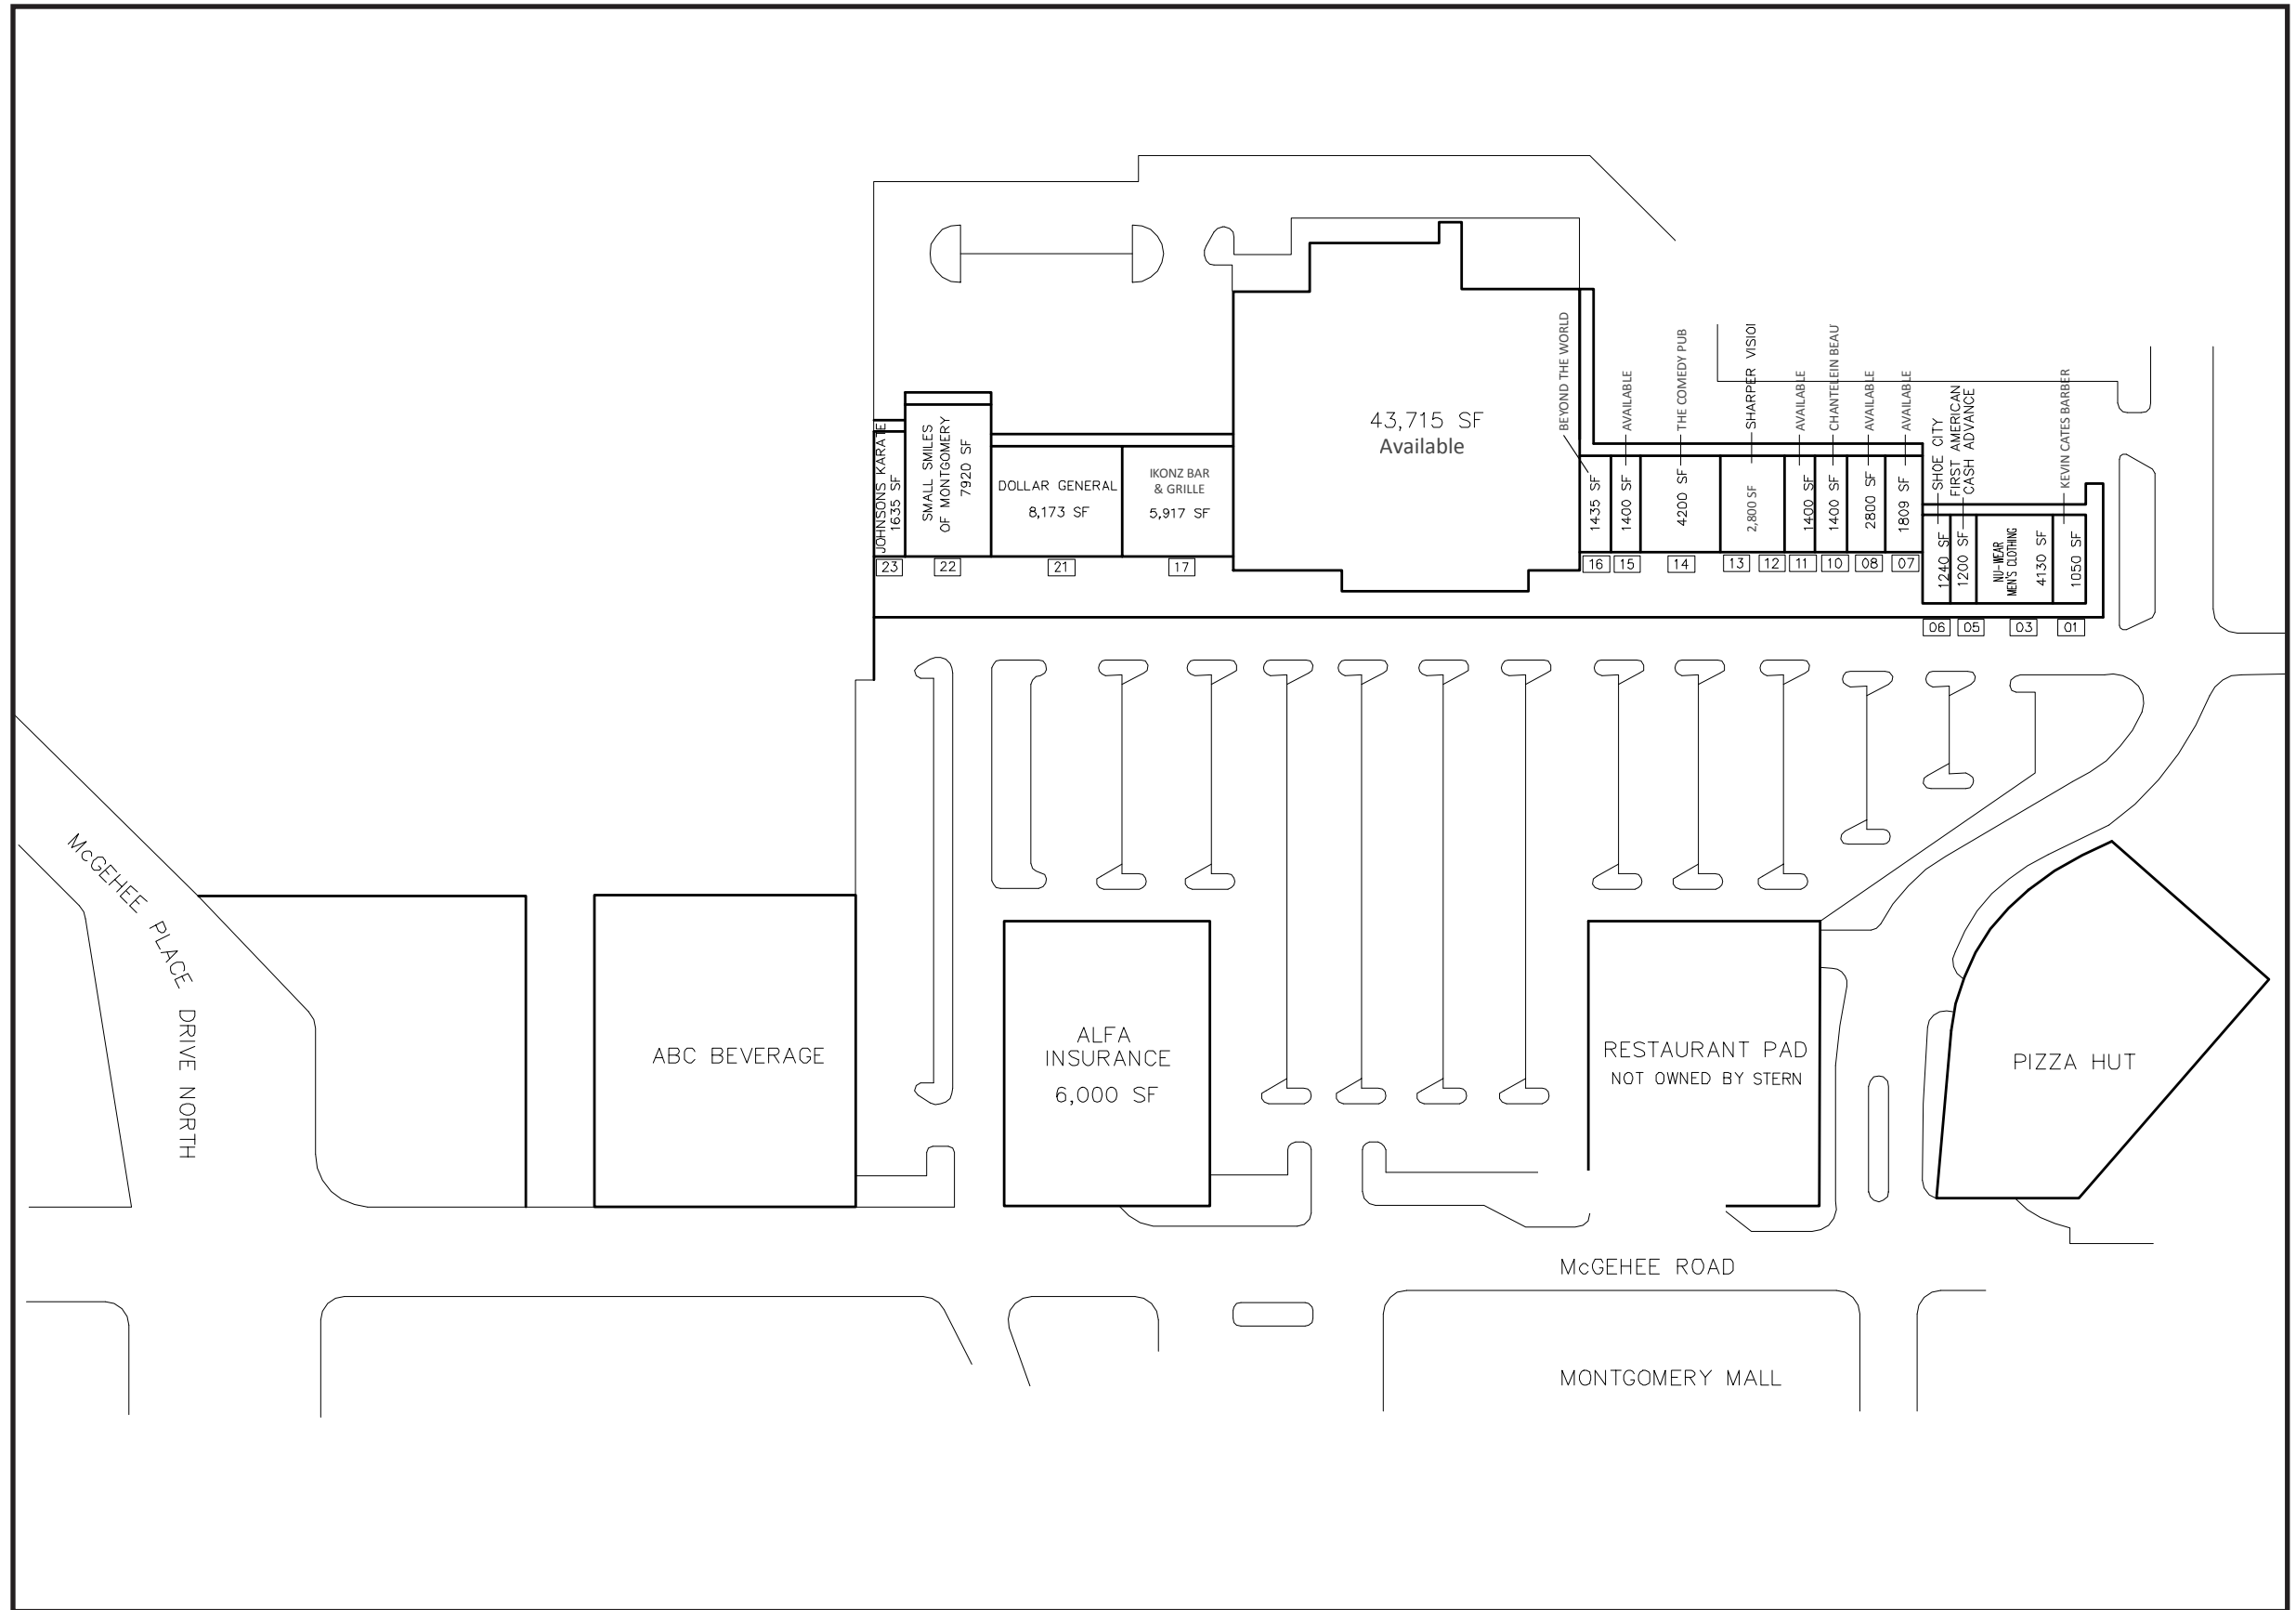 BEYOND THE WORLD
AVAILABLE
THE COMEDY PUB
SHARPER VISIOI
AVAILABLE
CHANTELEIN BEAU
AVAILABLE
AVAILABLE
SHOE CITY
FIRST AMERICAN
CASH ADVANCE
KEVIN CATES BARBER
43,715 SF
Available
JOHNSONS KARATE
1635 SF
SMALL SMILES
OF MONTGOMERY
7920 SF
DOLLAR GENERAL
8,173 SF
IKONZ BAR
& GRILLE
5,917 SF
1435 SF
1400 SF
4200 SF
2,800 SF
1400 SF
1400 SF
2800 SF
1809 SF
1240 SF
1200 SF
NU-WEAR
MEN'S CLOTHING
4130 SF
1050 SF
23
22
21
17
16
15
14
13
12
11
10
08
07
06
05
03
01
McGEHEE PLACE DRIVE NORTH
ABC BEVERAGE
ALFA
INSURANCE
6,000 SF
RESTAURANT PAD
NOT OWNED BY STERN
PIZZA HUT
McGEHEE ROAD
MONTGOMERY MALL